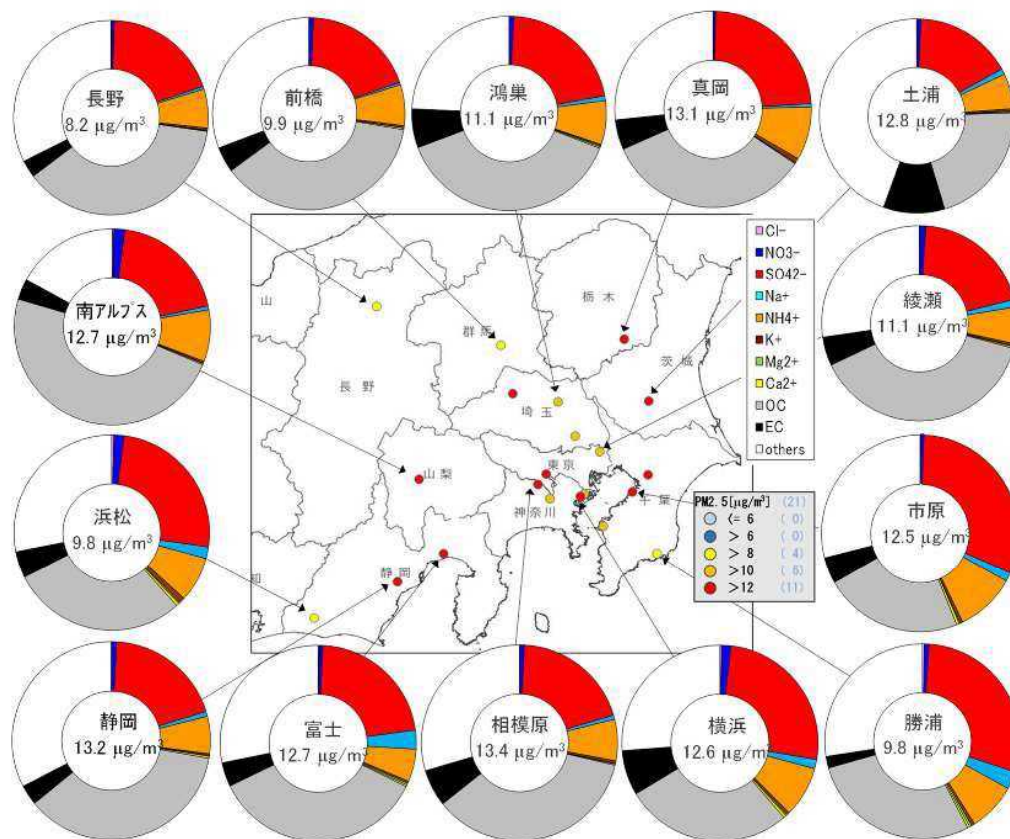 長野
8.2 μg/m³
前橋
9.9 μg/m³
鴻巣
11.1 μg/m³
真岡
13.1 μg/m³
土浦
12.8 μg/m³
南アルプス
12.7 μg/m³
綾瀬
11.1 μg/m³
浜松
9.8 μg/m³
市原
12.5 μg/m³
静岡
13.2 μg/m³
富士
12.7 μg/m³
相模原
13.4 μg/m³
横浜
12.6 μg/m³
勝浦
9.8 μg/m³
山
長野
群馬
栃木
茨城
埼玉
東京
山梨
神奈川
千葉
静岡
Cl-
NO3-
SO42-
Na+
NH4+
K+
Mg2+
Ca2+
OC
EC
others
PM2.5[μg/m³] (21)
<= 6 ( 0)
> 6 ( 0)
> 8 ( 4)
>10 ( 6)
>12 (11)